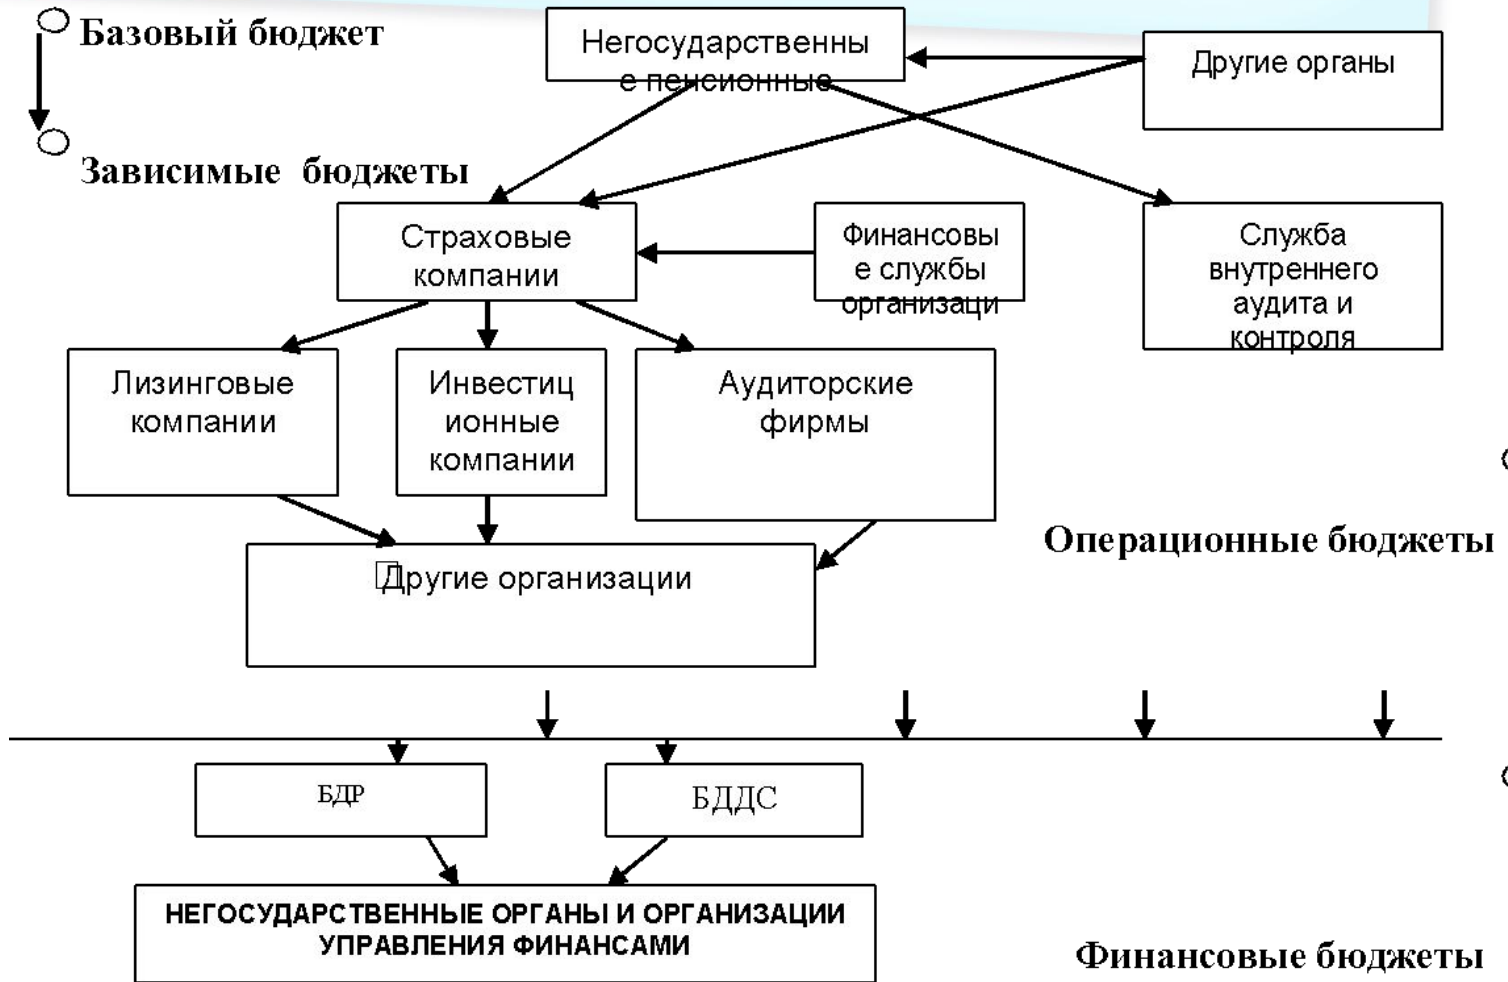 Базовый бюджет
Негосударственны
е пенсионные
Другие органы
Зависимые бюджеты
Страховые
компании
Финансовы
е службы
организаци
Служба
внутреннего
аудита и
контроля
Лизинговые
компании
Инвестиц
ионные
компании
Аудиторские
фирмы
Операционные бюджеты
Другие организации
БДР
БДДС
НЕГОСУДАРСТВЕННЫЕ ОРГАНЫ И ОРГАНИЗАЦИИ
УПРАВЛЕНИЯ ФИНАНСАМИ
Финансовые бюджеты